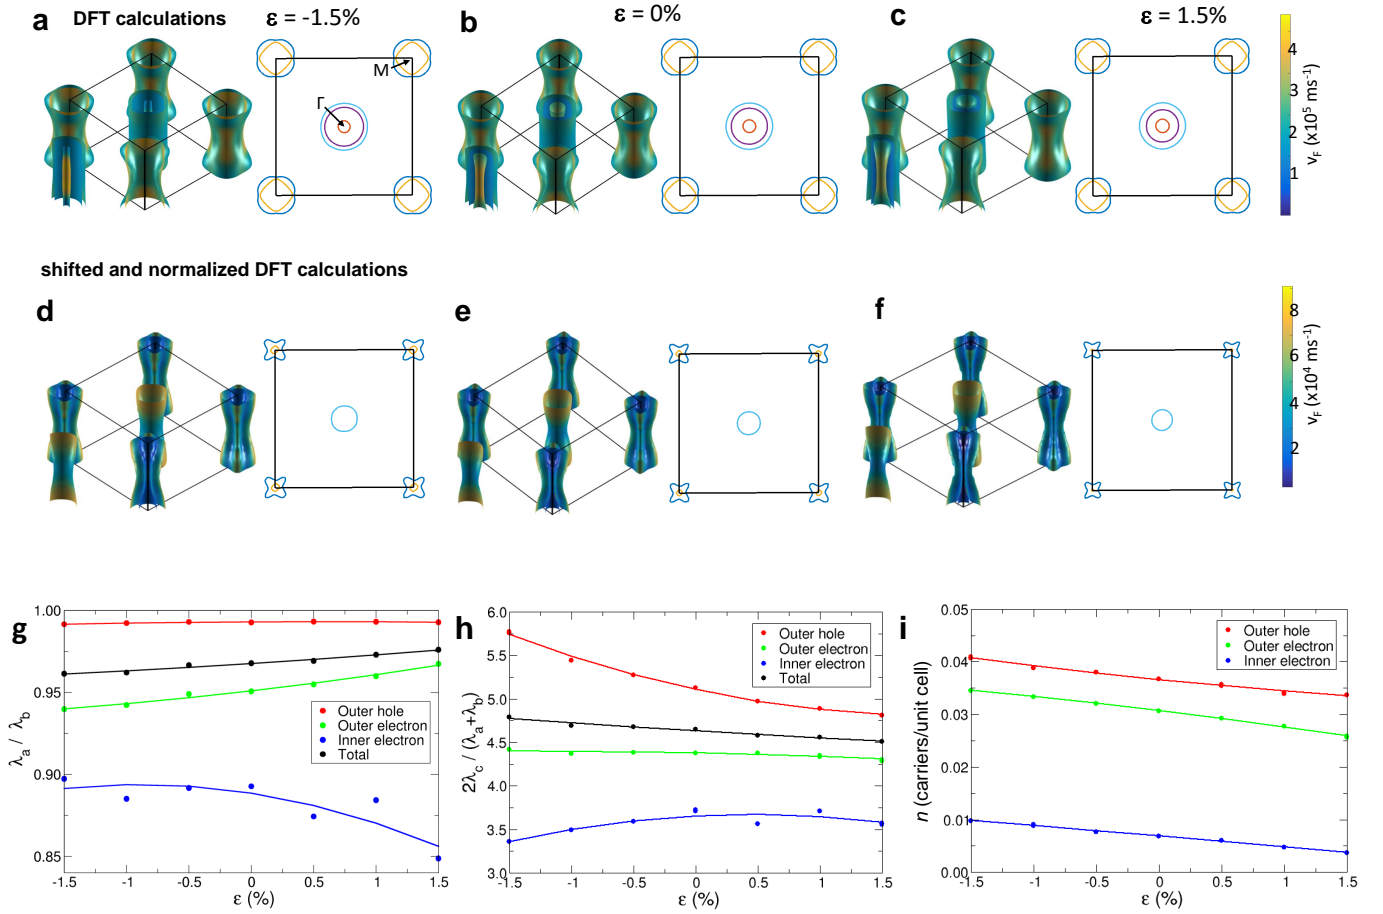 a DFT calculations ε = -1.5%
b ε = 0%
c ε = 1.5%
M
Γ
4
3
2
1
v_F (x10⁵ ms⁻¹)
shifted and normalized DFT calculations
d
e
f
8
6
4
2
v_F (x10⁴ ms⁻¹)
g
1.00
0.95
0.90
0.85
λ_a / λ_b
Outer hole
Outer electron
Inner electron
Total
-1.5 -1 -0.5 0 0.5 1 1.5
ε (%)
h
6.0
5.5
5.0
4.5
4.0
3.5
3.0
2λ_c / (λ_a+λ_b)
Outer hole
Outer electron
Inner electron
Total
-1.5 -1 -0.5 0 0.5 1 1.5
ε (%)
i
0.05
0.04
0.03
0.02
0.01
0.00
n (carriers/unit cell)
Outer hole
Outer electron
Inner electron
-1.5 -1 -0.5 0 0.5 1 1.5
ε (%)